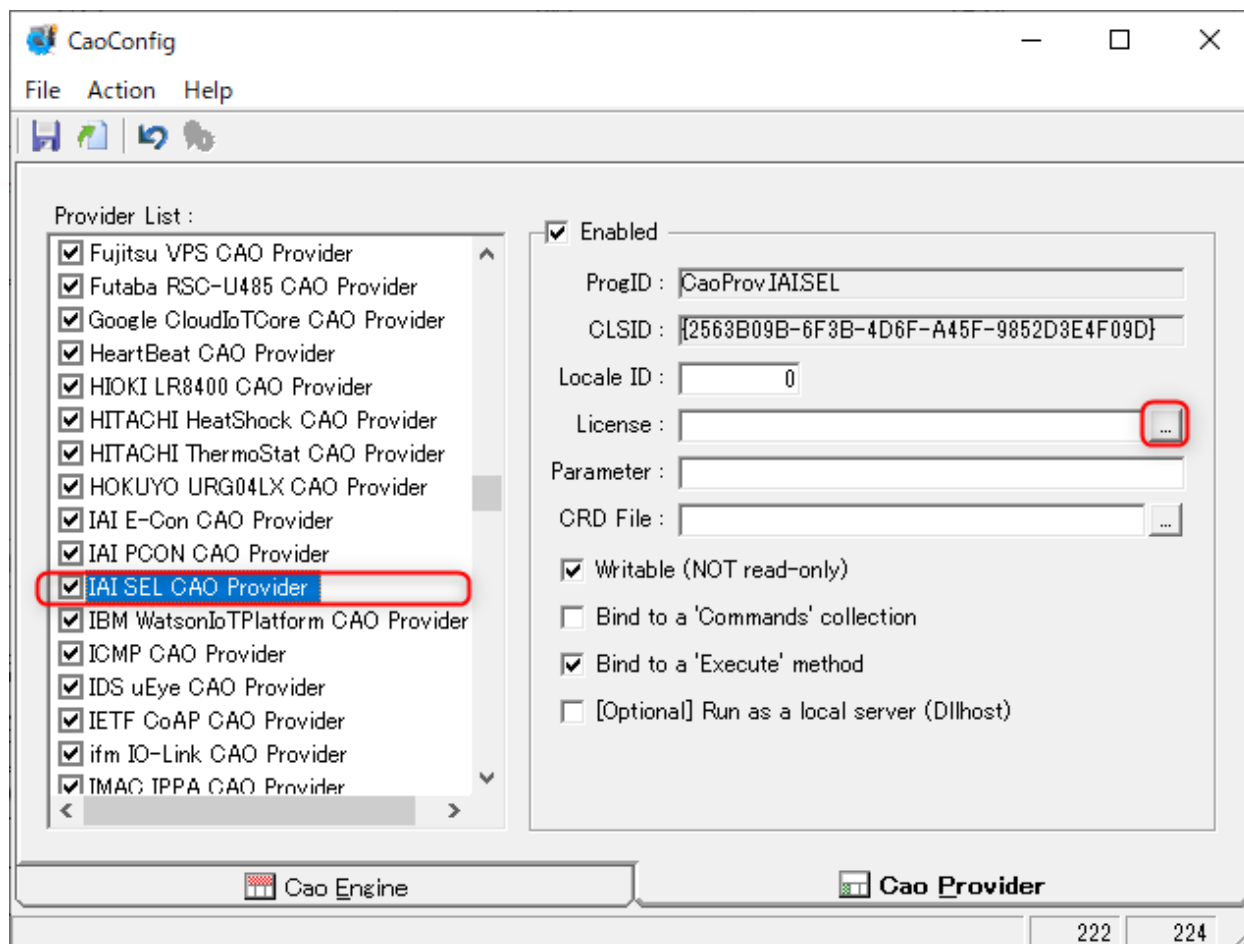 CaoConfig
File Action Help
Provider List :
Fujitsu VPS CAO Provider
Futaba RSC-U485 CAO Provider
Google CloudIoTCore CAO Provider
HeartBeat CAO Provider
HIOKI LR8400 CAO Provider
HITACHI HeatShock CAO Provider
HITACHI ThermoStat CAO Provider
HOKUYO URG04LX CAO Provider
IAI E-Con CAO Provider
IAI PCON CAO Provider
IAI SEL CAO Provider
IBM WatsonIoTPlatform CAO Provider
ICMP CAO Provider
IDS uEye CAO Provider
IETF CoAP CAO Provider
ifm IO-Link CAO Provider
IMAC IPPA CAO Provider
Enabled
ProgID : CaoProv.IAI.SEL
CLSID : {2563B09B-6F3B-4D6F-A45F-9852D3E4F09D}
Locale ID : 0
License : ...
Parameter :
CRD File : ...
Writable (NOT read-only)
Bind to a 'Commands' collection
Bind to a 'Execute' method
[Optional] Run as a local server (Dllhost)
Cao Engine
Cao Provider
222 224